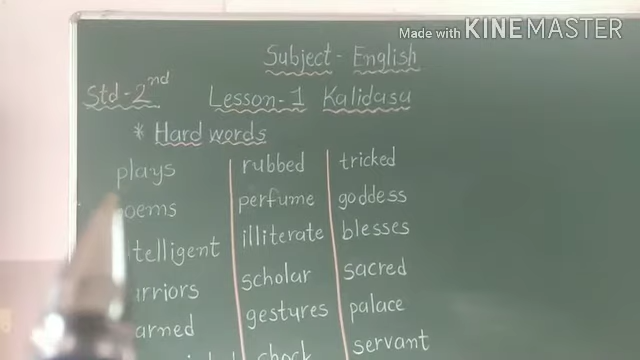 Made with KINEMASTER
Subject - English
Std - 2nd Lesson - 1 Kalidasa
* Hard words
plays rubbed tricked
perfume goddess
illiterate blesses
scholar sacred
gestures palace
servant